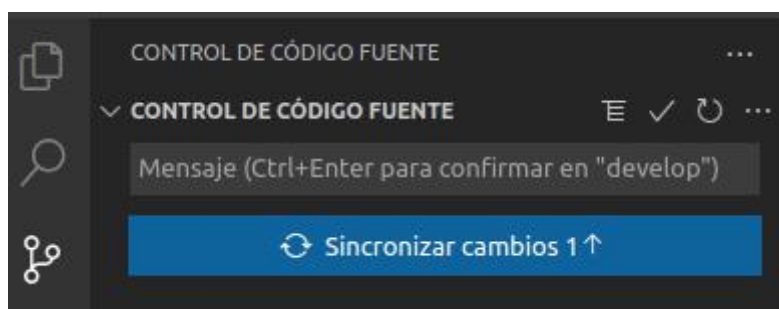 CONTROL DE CÓDIGO FUENTE
CONTROL DE CÓDIGO FUENTE
Mensaje (Ctrl+Enter para confirmar en "develop")
Sincronizar cambios 1↑